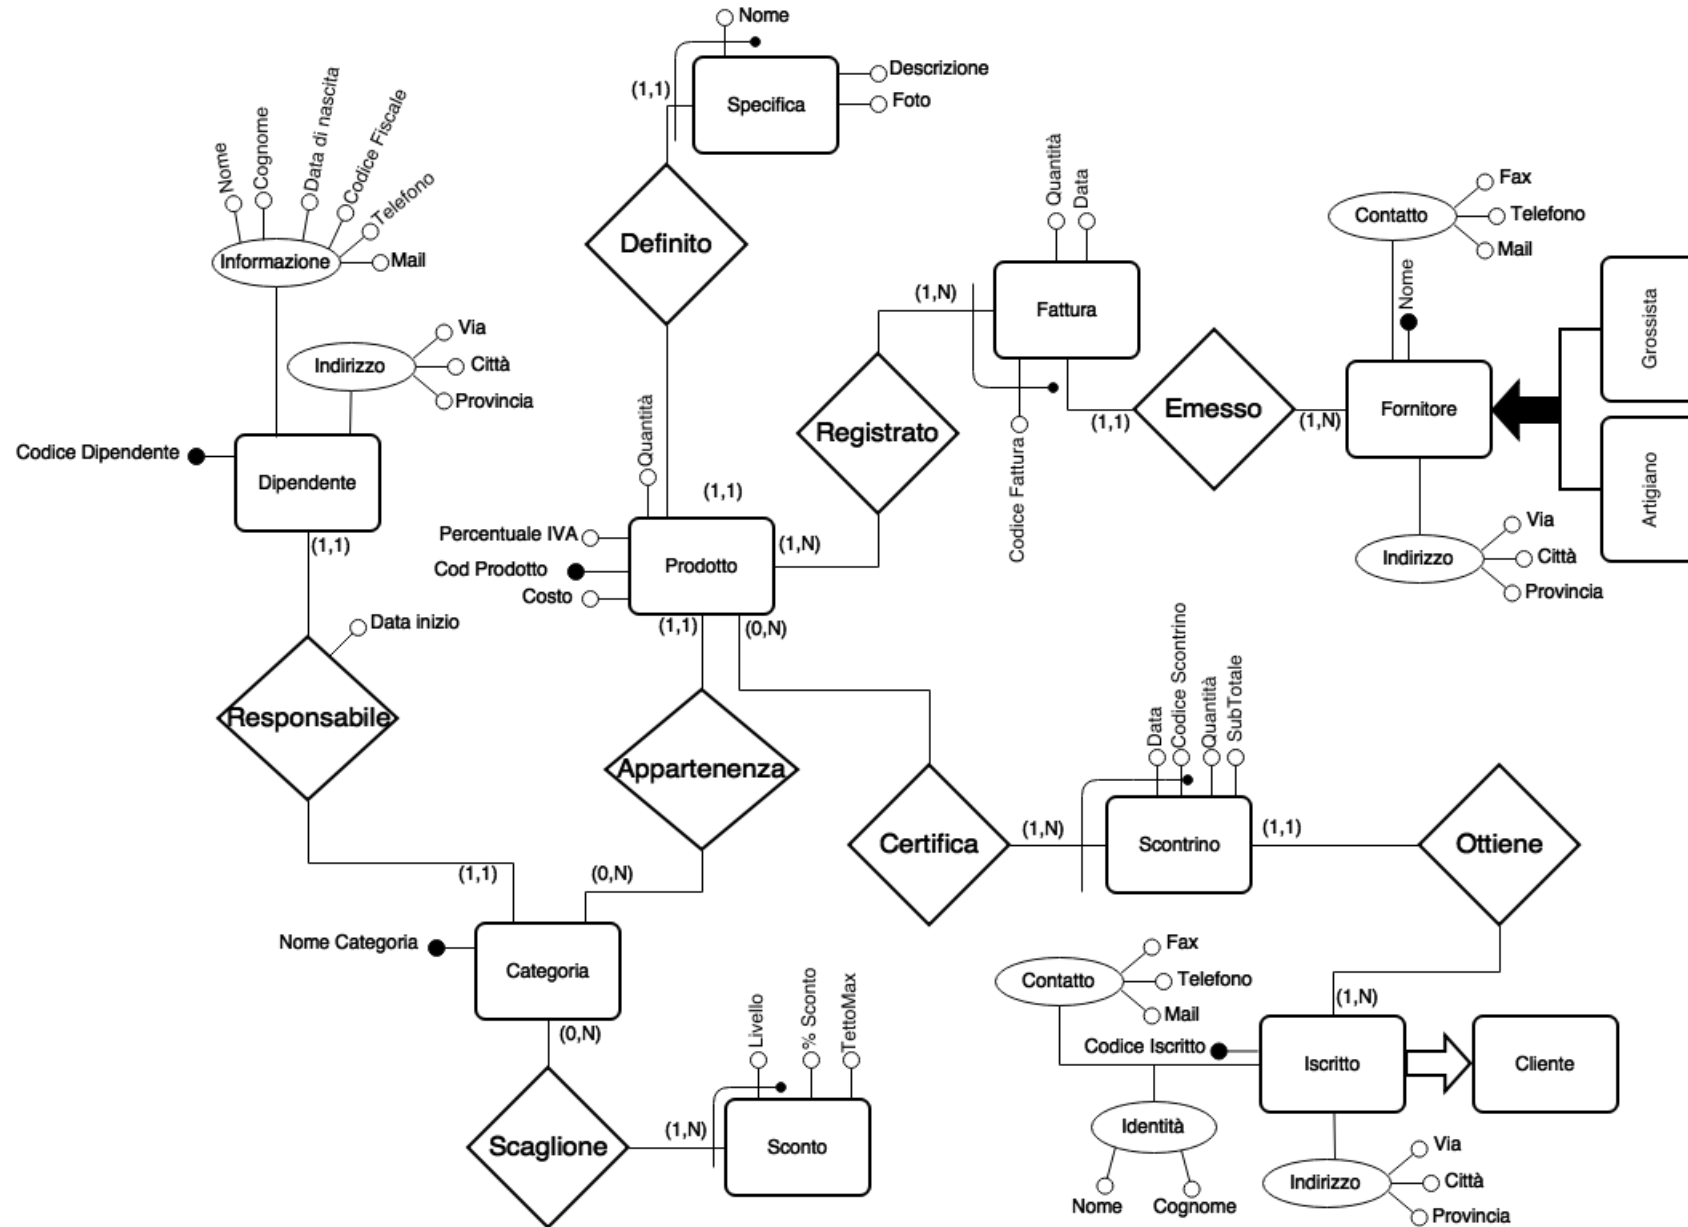 Nome
Descrizione
Foto
Specifica
(1,1)
Definito
Nome
Cognome
Data di nascita
Codice Fiscale
Telefono
Mail
Informazione
Via
Città
Provincia
Indirizzo
Codice Dipendente
Dipendente
(1,1)
Data inizio
Responsabile
(1,1)
Quantità
(1,1)
Percentuale IVA
Cod Prodotto
Costo
Prodotto
(1,N)
(1,1)
(0,N)
Registrato
(1,N)
Quantità
Data
Fattura
Codice Fattura
(1,1)
Emesso
(1,N)
Contatto
Fax
Telefono
Mail
Nome
Fornitore
Grossista
Artigiano
Indirizzo
Via
Città
Provincia
Appartenenza
(0,N)
Nome Categoria
Categoria
(0,N)
Scaglione
(1,N)
Livello
% Sconto
TettoMax
Sconto
Certifica
(1,N)
Data
Codice Scontrino
Quantità
SubTotale
Scontrino
(1,1)
Ottiene
(1,N)
Contatto
Fax
Telefono
Mail
Codice Iscritto
Iscritto
Cliente
Identità
Nome
Cognome
Indirizzo
Via
Città
Provincia